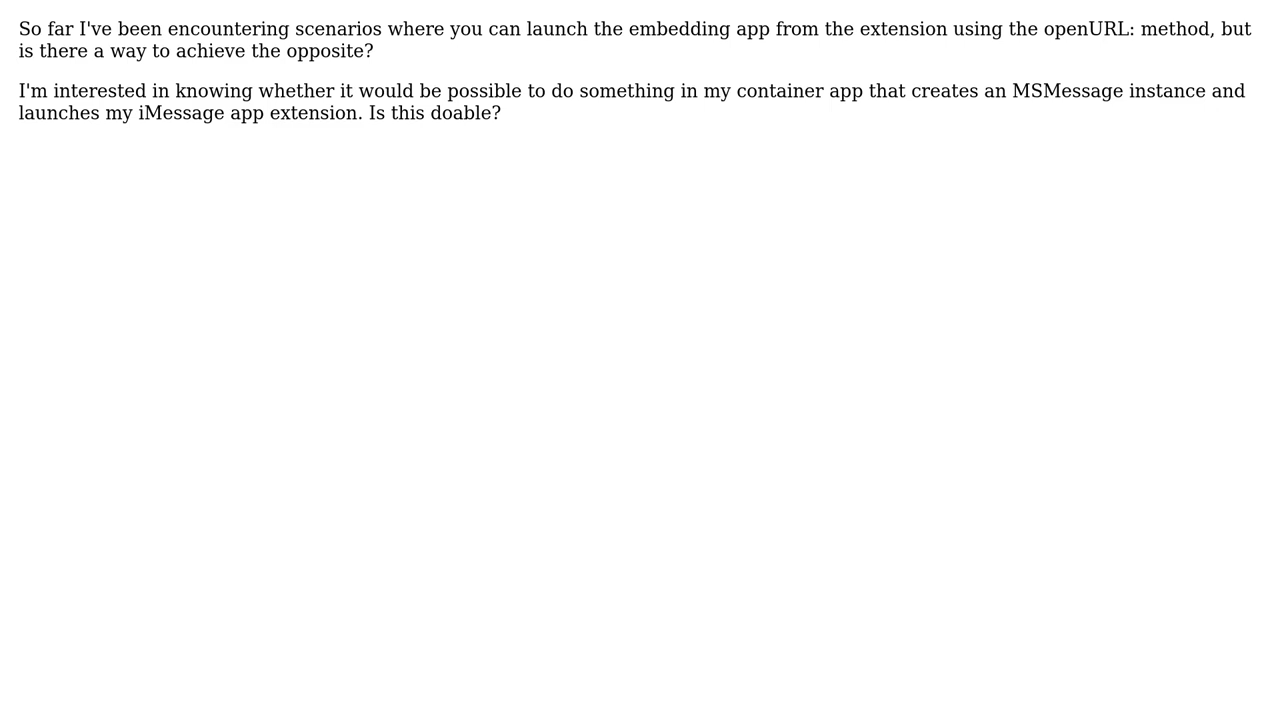 So far I've been encountering scenarios where you can launch the embedding app from the extension using the openURL: method, but
is there a way to achieve the opposite?
I'm interested in knowing whether it would be possible to do something in my container app that creates an MSMessage instance and
launches my iMessage app extension. Is this doable?